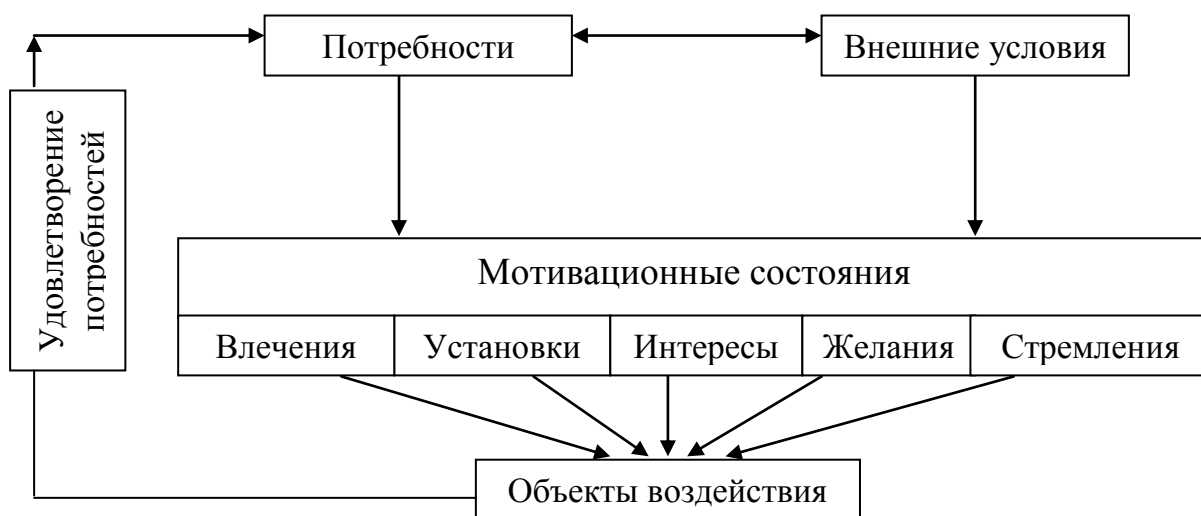 Потребности
Внешние условия
Удовлетворение
потребностей
Мотивационные состояния
Влечения
Установки
Интересы
Желания
Стремления
Объекты воздействия